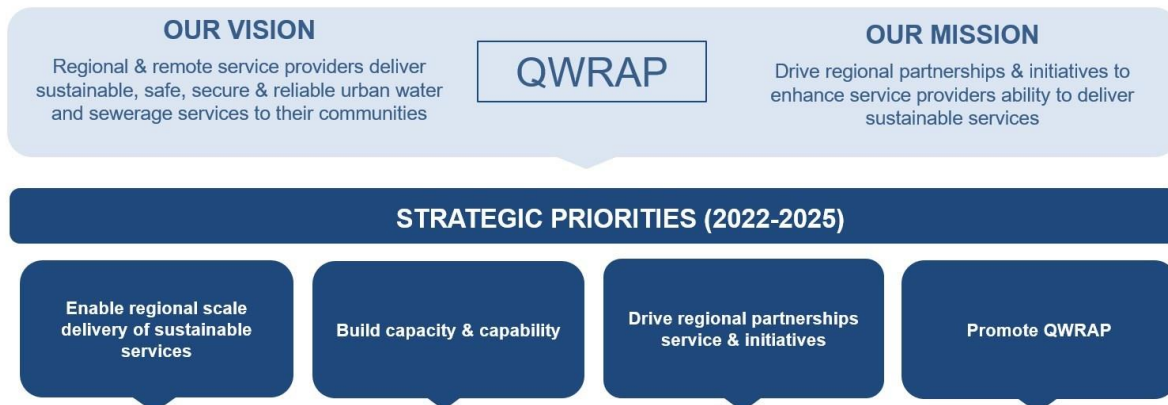 OUR VISION
Regional & remote service providers deliver
sustainable, safe, secure & reliable urban water
and sewerage services to their communities
QWRAP
OUR MISSION
Drive regional partnerships & initiatives to
enhance service providers ability to deliver
sustainable services
STRATEGIC PRIORITIES (2022-2025)
Enable regional scale
delivery of sustainable
services
Build capacity & capability
Drive regional partnerships
service & initiatives
Promote QWRAP